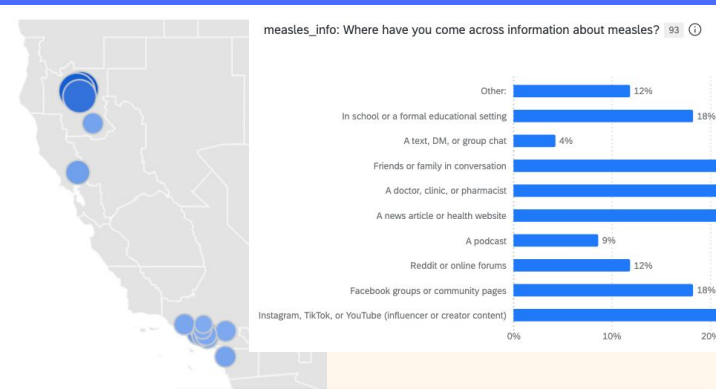 measles_info: Where have you come across information about measles? 93
Other: 12%
In school or a formal educational setting 18%
A text, DM, or group chat 4%
Friends or family in conversation
A doctor, clinic, or pharmacist
A news article or health website
A podcast 9%
Reddit or online forums 12%
Facebook groups or community pages 18%
Instagram, TikTok, or YouTube (influencer or creator content)
0% 10% 20%